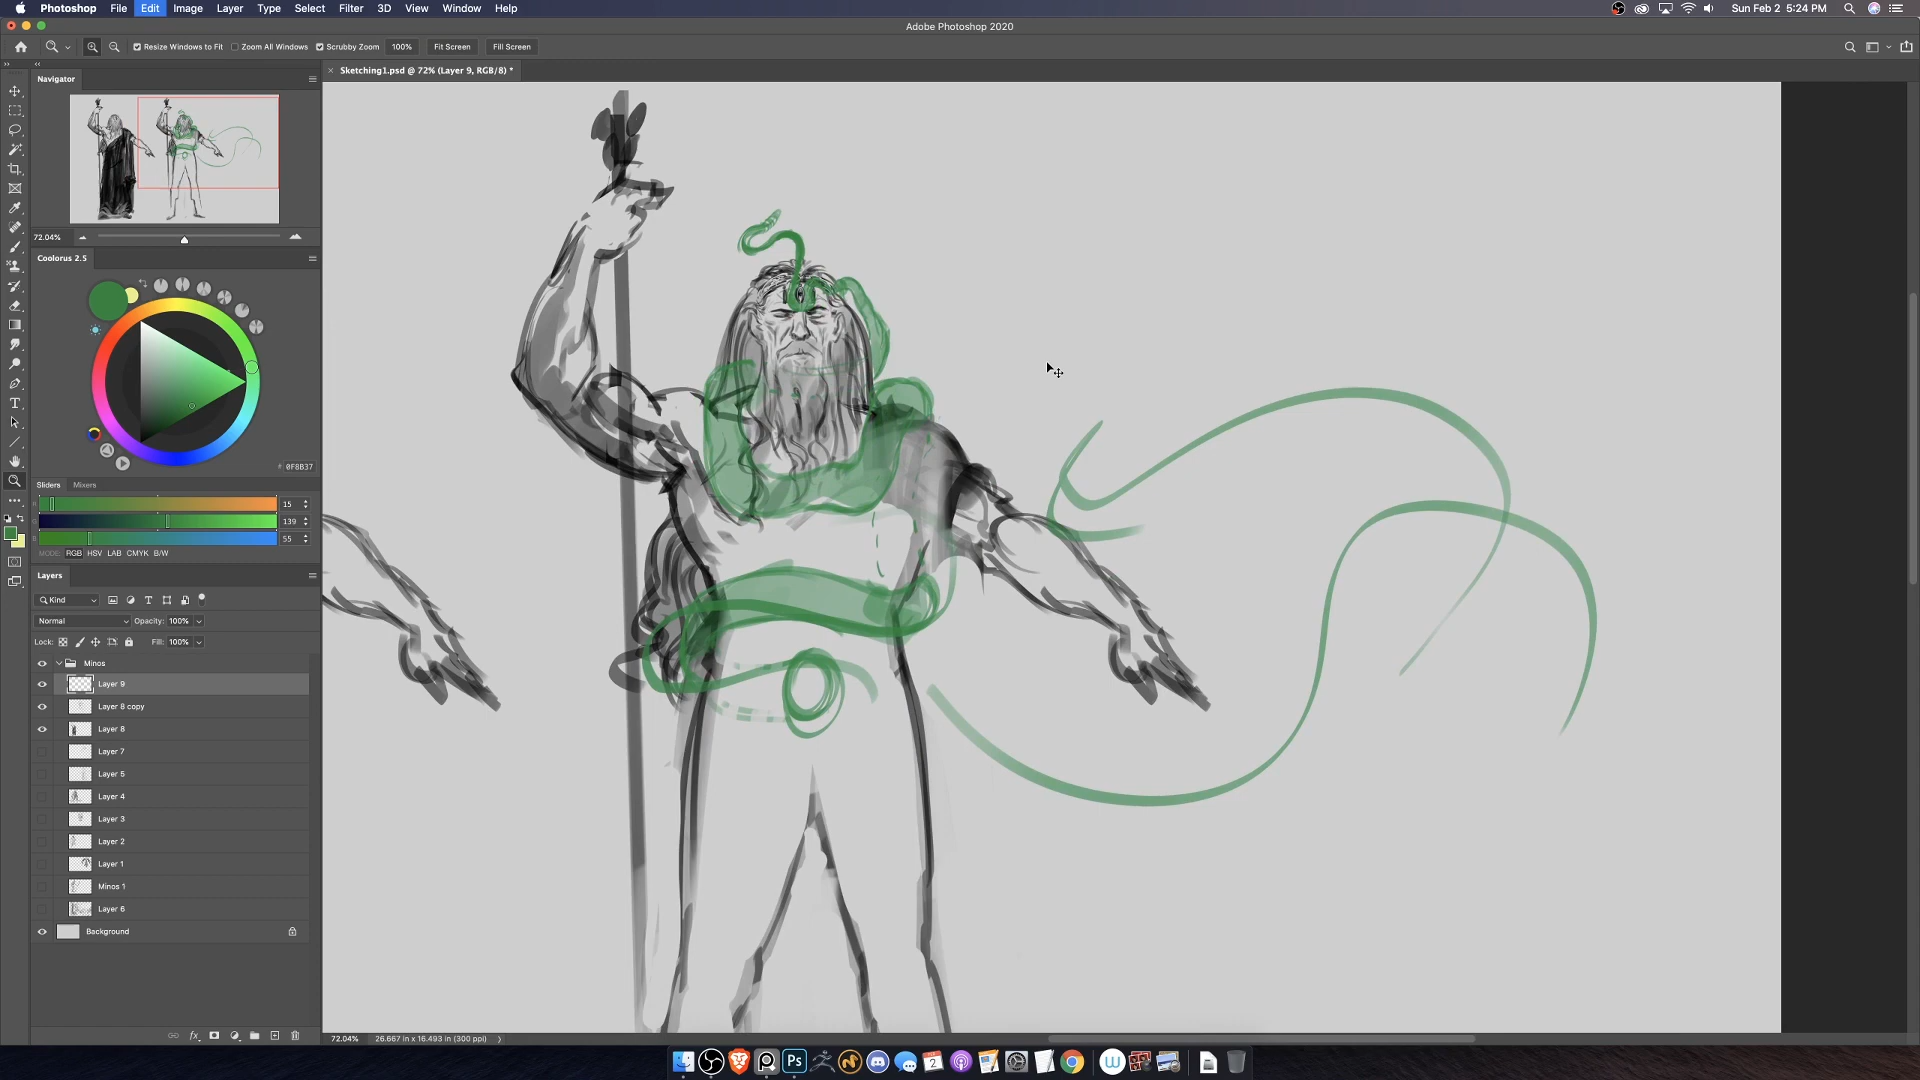 Photoshop File Edit Image Layer Type Select Filter 3D View Window Help Sun Feb 2 5:24 PM
Adobe Photoshop 2020
Resize Windows to Fit Zoom All Windows Scrubby Zoom 100% Fit Screen Fill Screen
Navigator
Sketching1.psd @ 72% (Layer 9, RGB/8) *
72.04%
Coolorus 2.5
# 0F8B37
Sliders Mixers
R 15
G 139
B 55
MODE: RGB HSV LAB CMYK B/W
Layers
Kind
Normal Opacity: 100%
Lock: Fill: 100%
Minos
Layer 9
Layer 8 copy
Layer 8
Layer 7
Layer 5
Layer 4
Layer 3
Layer 2
Layer 1
Minos 1
Layer 6
Background
fx
72.04% 26.667 in x 16.493 in (300 ppi)
Ps 2 W